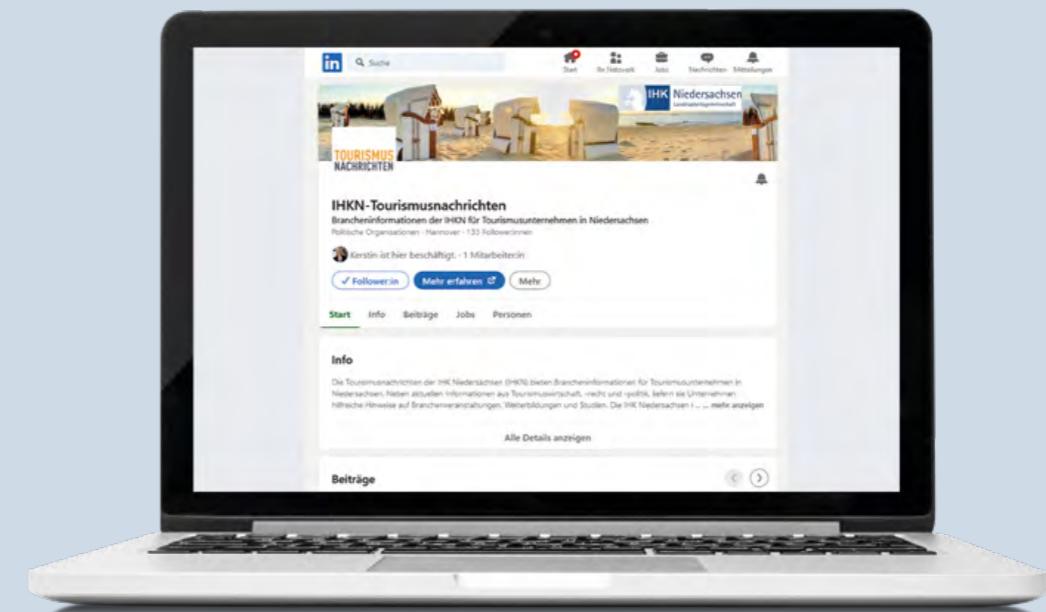 in
Suche
Start Ihr Netzwerk Jobs Nachrichten Mitteilungen
IHK Niedersachsen
Landesarbeitsgemeinschaft
TOURISMUS
NACHRICHTEN
IHKN-Tourismusnachrichten
Brancheninformationen der IHKN für Tourismusunternehmen in Niedersachsen
Politische Organisationen · Hannover · 133 Follower:innen
Kerstin ist hier beschäftigt. · 1 Mitarbeiter:in
✓ Follower:in Mehr erfahren Mehr
Start Info Beiträge Jobs Personen
Info
Die Tourismusnachrichten der IHK Niedersachsen (IHKN) bieten Brancheninformationen für Tourismusunternehmen in
Niedersachsen. Neben aktuellen Informationen aus Tourismuswirtschaft, -recht und -politik, liefern sie Unternehmen
hilfreiche Hinweise auf Branchenveranstaltungen, Weiterbildungen und Studien. Die IHK Niedersachsen i ... ... mehr anzeigen
Alle Details anzeigen
Beiträge